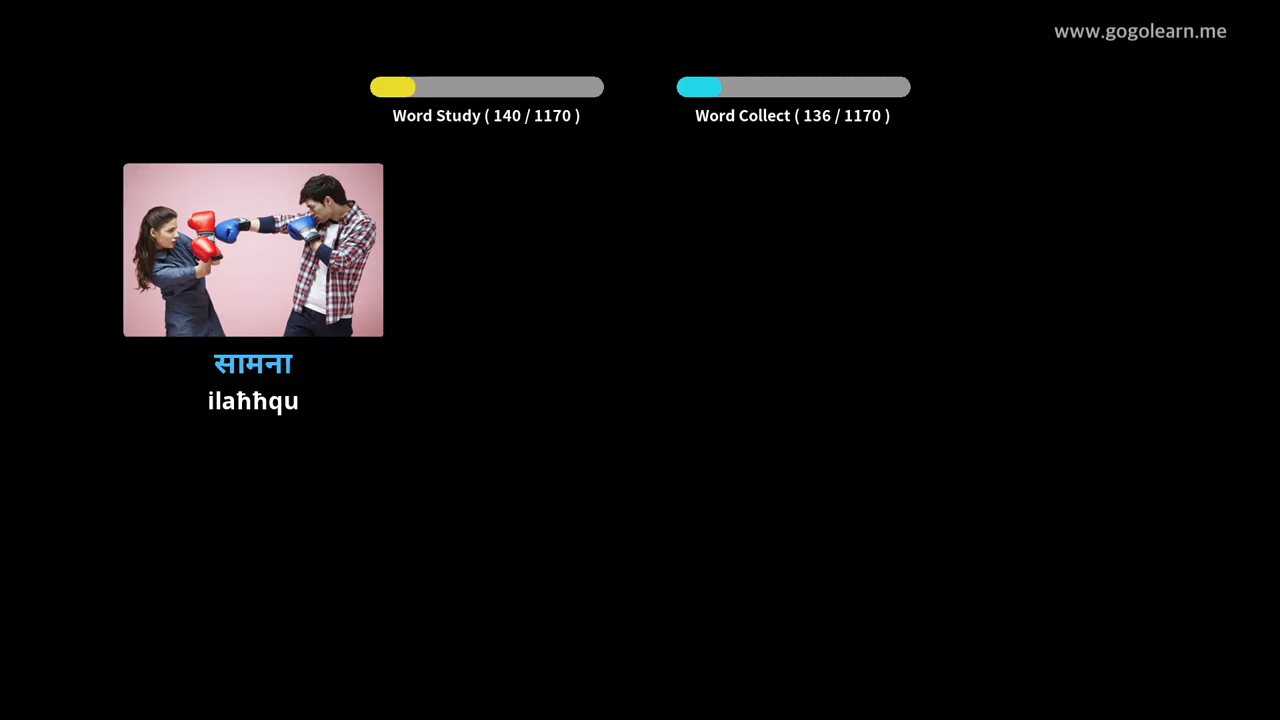 www.gogolearn.me
Word Study ( 140 / 1170 )
Word Collect ( 136 / 1170 )
सामना
ilaħħqu